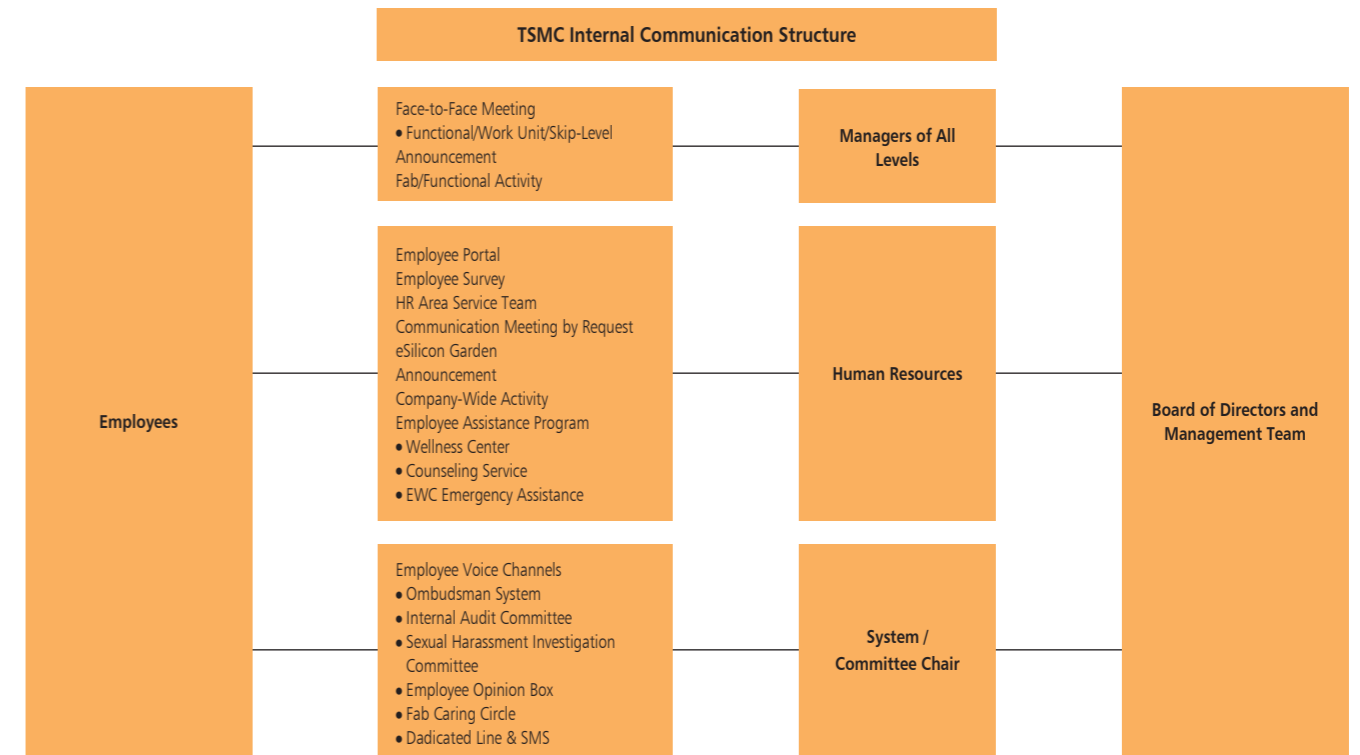 TSMC Internal Communication Structure
Employees
Face-to-Face Meeting
• Functional/Work Unit/Skip-Level
Announcement
Fab/Functional Activity
Managers of All
Levels
Employee Portal
Employee Survey
HR Area Service Team
Communication Meeting by Request
eSilicon Garden
Announcement
Company-Wide Activity
Employee Assistance Program
• Wellness Center
• Counseling Service
• EWC Emergency Assistance
Human Resources
Employee Voice Channels
• Ombudsman System
• Internal Audit Committee
• Sexual Harassment Investigation
Committee
• Employee Opinion Box
• Fab Caring Circle
• Dadicated Line & SMS
System /
Committee Chair
Board of Directors and
Management Team